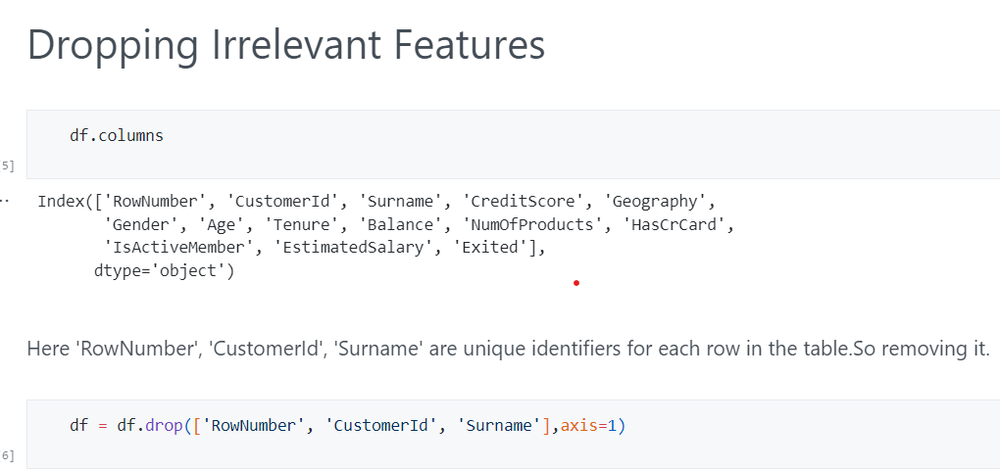 Dropping Irrelevant Features
df.columns
5]
..
Index(['RowNumber', 'CustomerId', 'Surname', 'CreditScore', 'Geography',
'Gender', 'Age', 'Tenure', 'Balance', 'NumOfProducts', 'HasCrCard',
'IsActiveMember', 'EstimatedSalary', 'Exited'],
dtype='object')
Here 'RowNumber', 'CustomerId', 'Surname' are unique identifiers for each row in the table.So removing it.
df = df.drop(['RowNumber', 'CustomerId', 'Surname'],axis=1)
6]